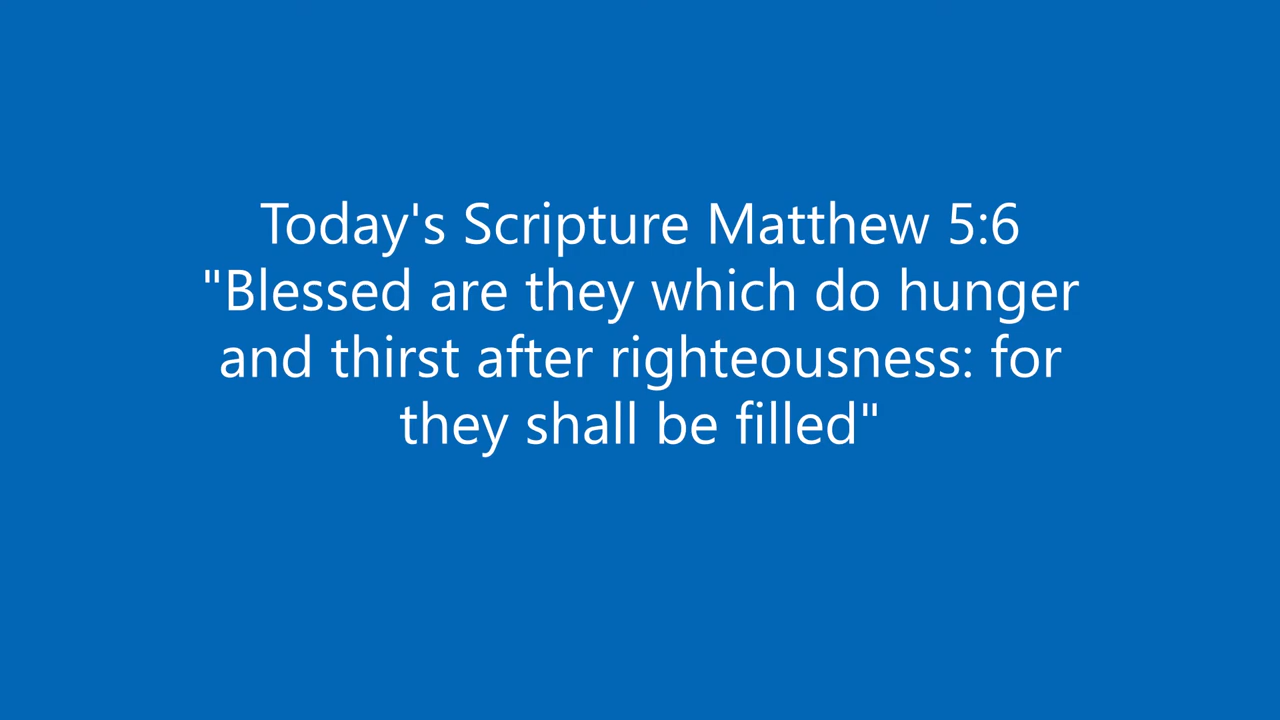 Today's Scripture Matthew 5:6
"Blessed are they which do hunger
and thirst after righteousness: for
they shall be filled"